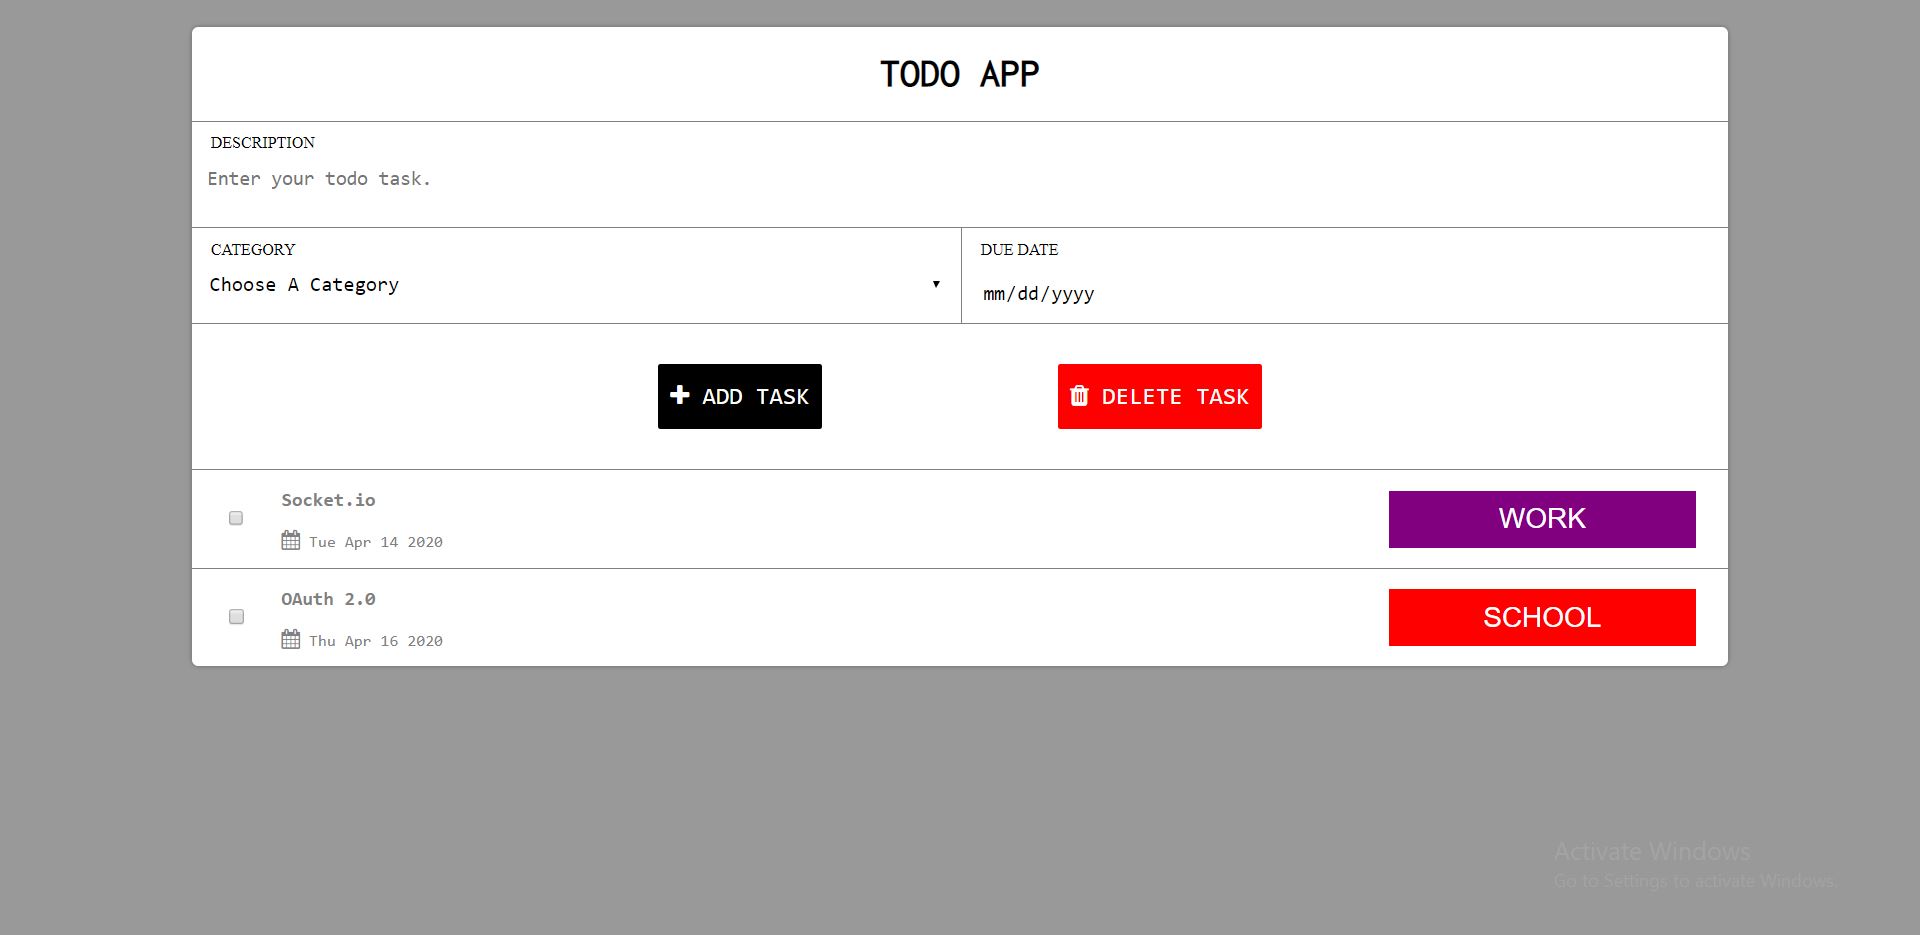 TODO APP
DESCRIPTION
Enter your todo task.
CATEGORY
Choose A Category
DUE DATE
mm/dd/yyyy
ADD TASK
DELETE TASK
Socket.io
Tue Apr 14 2020
WORK
OAuth 2.0
Thu Apr 16 2020
SCHOOL
Activate Windows
Go to Settings to activate Windows.